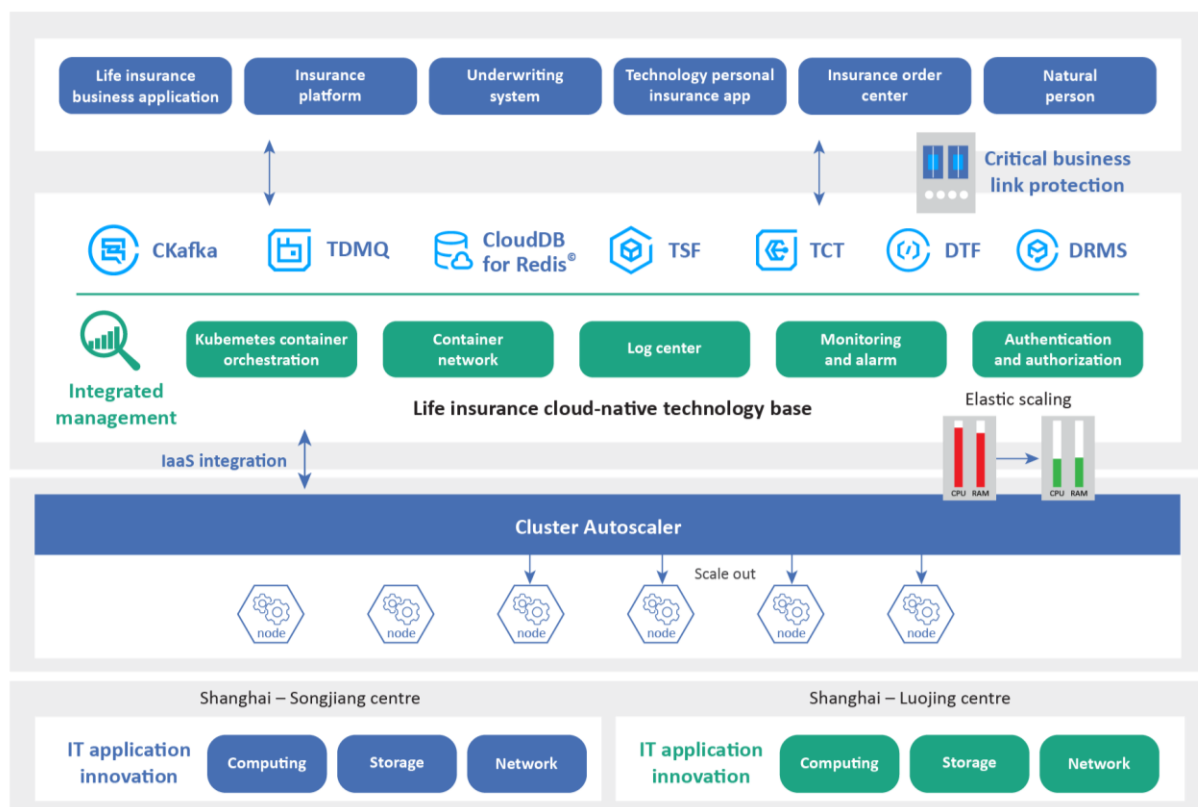 Life insurance
business application
Insurance
platform
Underwriting
system
Technology personal
insurance app
Insurance order
center
Natural
person
Critical business
link protection
CKafka
TDMQ
CloudDB
for Redis©
TSF
TCT
DTF
DRMS
Integrated
management
Kubernetes container
orchestration
Container
network
Log center
Monitoring
and alarm
Authentication
and authorization
Life insurance cloud-native technology base
Elastic scaling
CPU RAM
CPU RAM
IaaS integration
Cluster Autoscaler
Scale out
node
node
node
node
node
node
Shanghai – Songjiang centre
IT application
innovation
Computing
Storage
Network
Shanghai – Luojing centre
IT application
innovation
Computing
Storage
Network